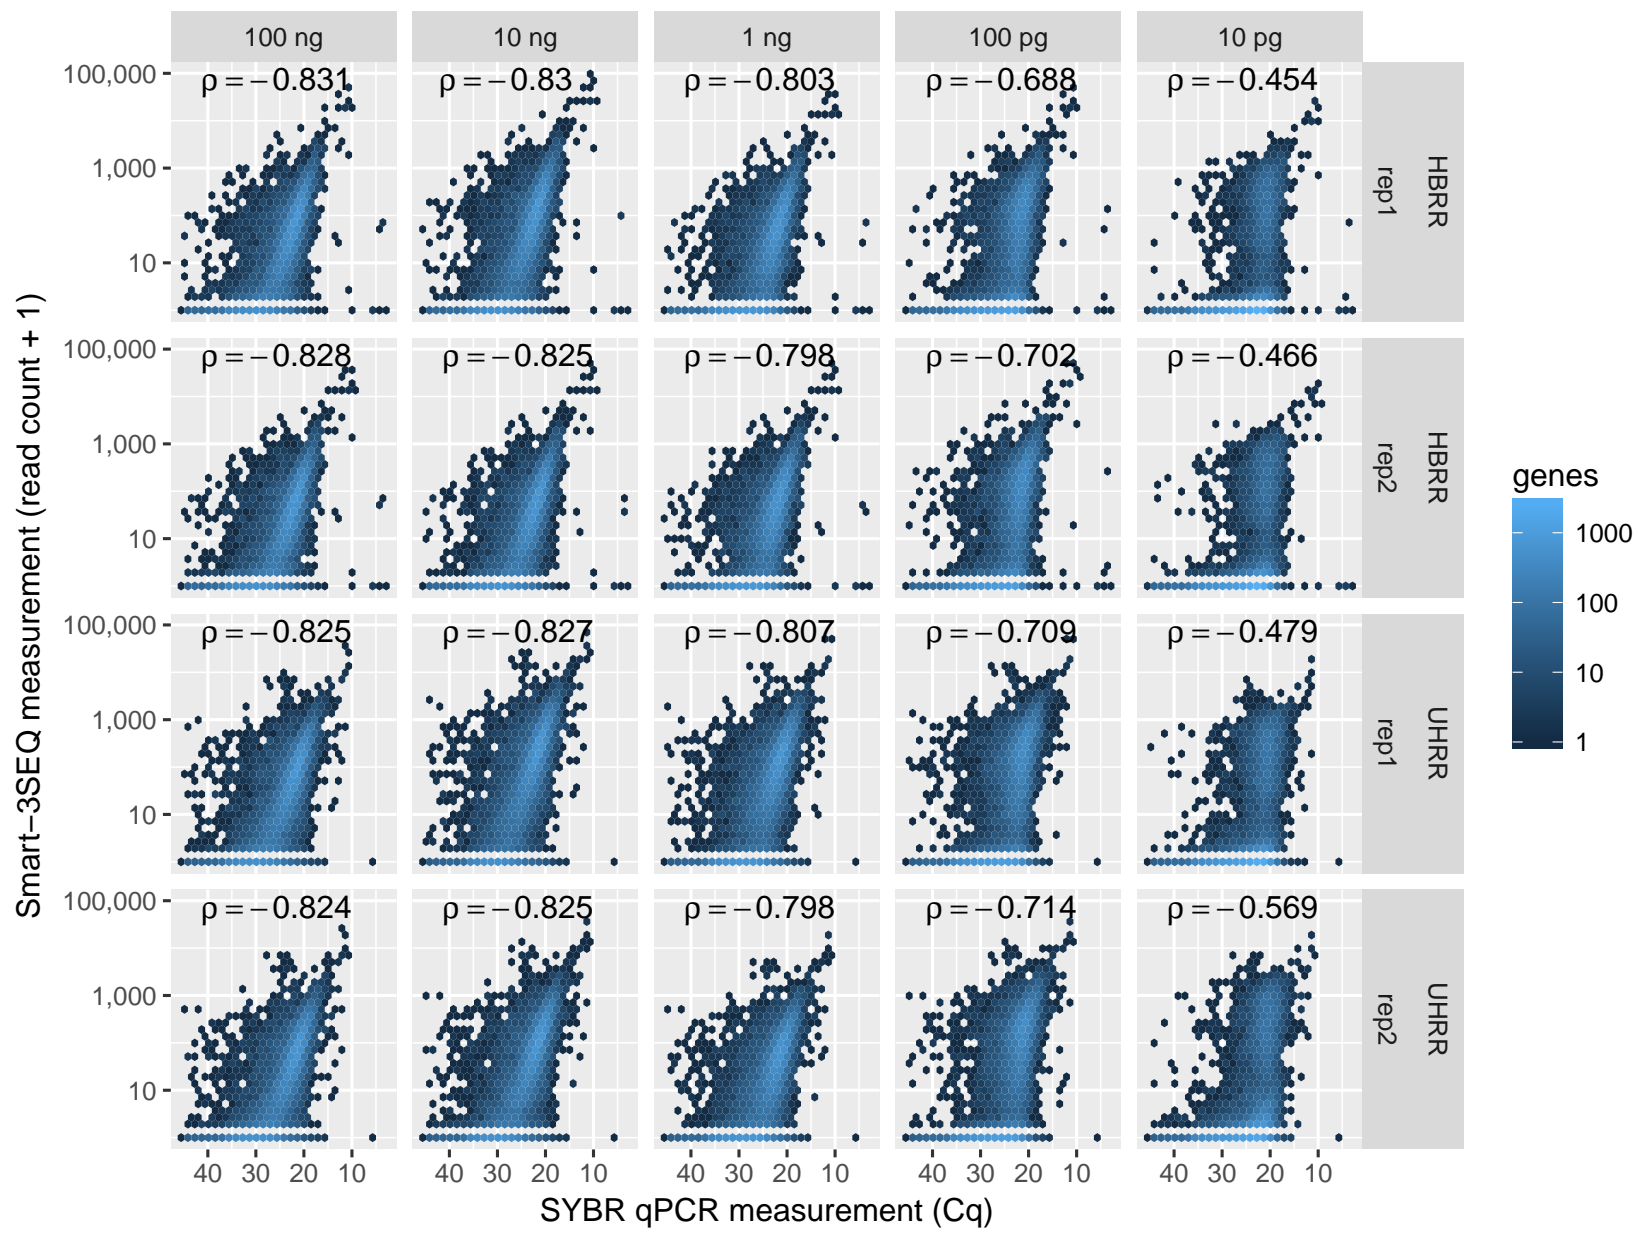 100 ng 10 ng 1 ng 100 pg 10 pg
ρ = −0.831 ρ = −0.83 ρ = −0.803 ρ = −0.688 ρ = −0.454
100,000
1,000
10
HBRR
rep1
ρ = −0.828 ρ = −0.825 ρ = −0.798 ρ = −0.702 ρ = −0.466
100,000
1,000
10
HBRR
rep2
ρ = −0.825 ρ = −0.827 ρ = −0.807 ρ = −0.709 ρ = −0.479
100,000
1,000
10
UHRR
rep1
ρ = −0.824 ρ = −0.825 ρ = −0.798 ρ = −0.714 ρ = −0.569
100,000
1,000
10
UHRR
rep2
40 30 20 10 40 30 20 10 40 30 20 10 40 30 20 10 40 30 20 10
SYBR qPCR measurement (Cq)
Smart−3SEQ measurement (read count + 1)
genes
1000
100
10
1